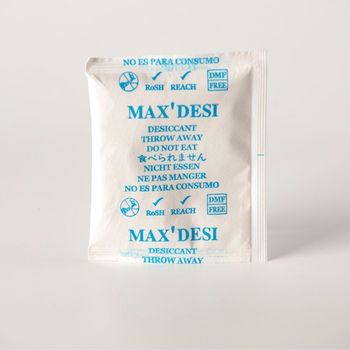 NO ES PARA CONSUMO
RoSH REACH DMF FREE
MAX'DESI
DESICCANT
THROW AWAY
DO NOT EAT
食べられません
NICHT ESSEN
NE PAS MANGER
NO ES PARA CONSUMO
RoSH REACH DMF FREE
MAX'DESI
DESICCANT
THROW AWAY